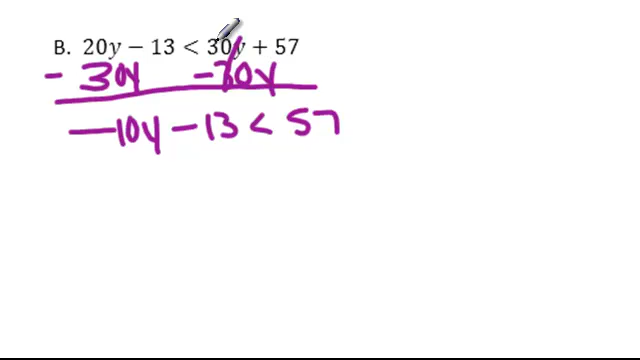 B. 20y − 13 < 30y + 57
− 30y − 30y
−10y − 13 < 57